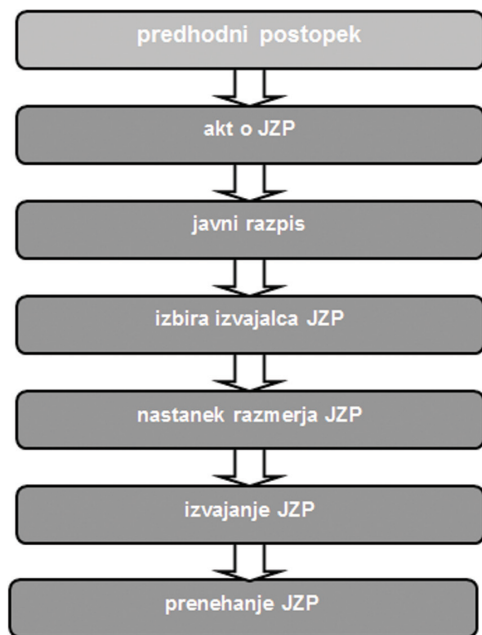 predhodni postopek
akt o JZP
javni razpis
izbira izvajalca JZP
nastanek razmerja JZP
izvajanje JZP
prenehanje JZP